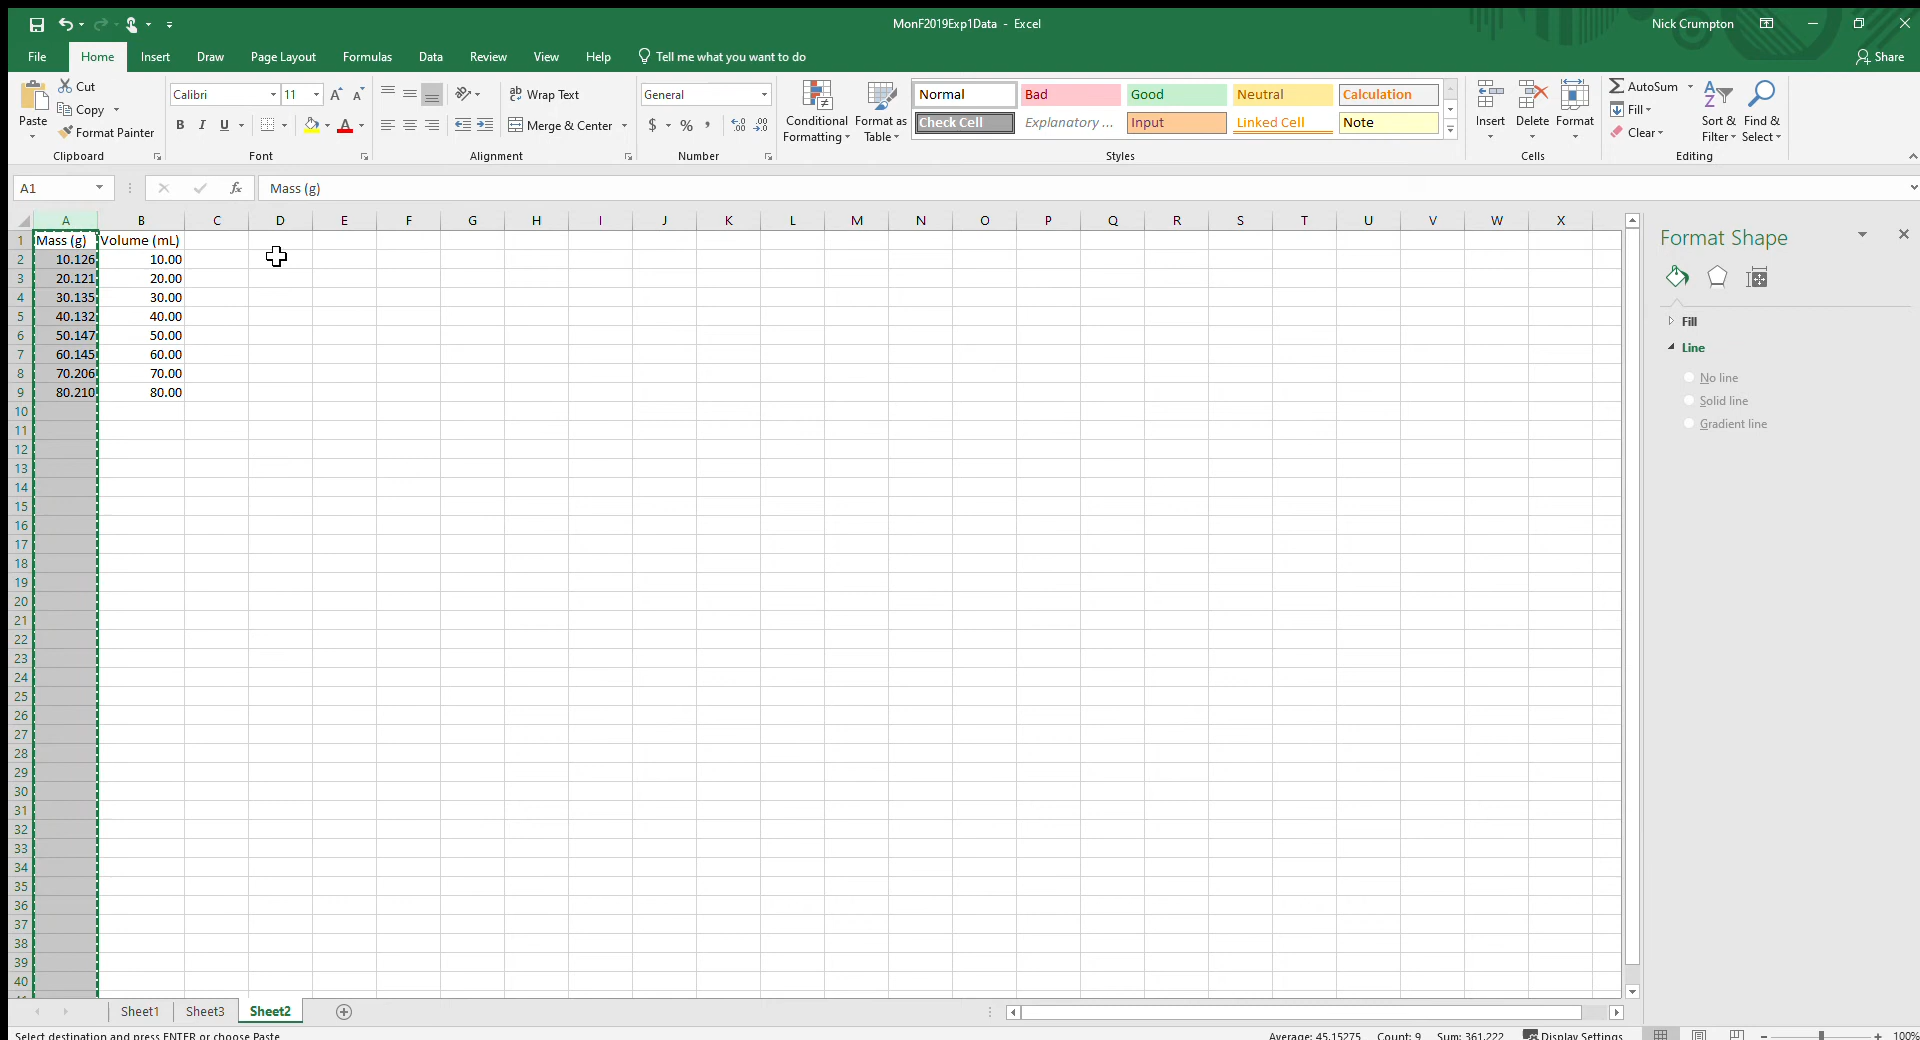 MonF2019Exp1Data - Excel
Nick Crumpton
File Home Insert Draw Page Layout Formulas Data Review View Help Tell me what you want to do
Share
Paste
Cut
Copy
Format Painter
Clipboard
Calibri 11
B I U
Font
Wrap Text
Merge & Center
Alignment
General
$ % ,
Number
Conditional Formatting
Format as Table
Normal Bad Good Neutral Calculation
Check Cell Explanatory ... Input Linked Cell Note
Styles
Insert Delete Format
Cells
AutoSum
Fill
Clear
Sort & Filter
Find & Select
Editing
A1 fx Mass (g)
A B C D E F G H I J K L M N O P Q R S T U V W X
1 Mass (g) Volume (mL)
2 10.126 10.00
3 20.121 20.00
4 30.135 30.00
5 40.132 40.00
6 50.147 50.00
7 60.145 60.00
8 70.206 70.00
9 80.210 80.00
10
11
12
13
14
15
16
17
18
19
20
21
22
23
24
25
26
27
28
29
30
31
32
33
34
35
36
37
38
39
40
Format Shape
Fill
Line
No line
Solid line
Gradient line
Sheet1 Sheet3 Sheet2
Select destination and press ENTER or choose Paste
Average: 45.15275 Count: 9 Sum: 361.222 Display Settings 100%